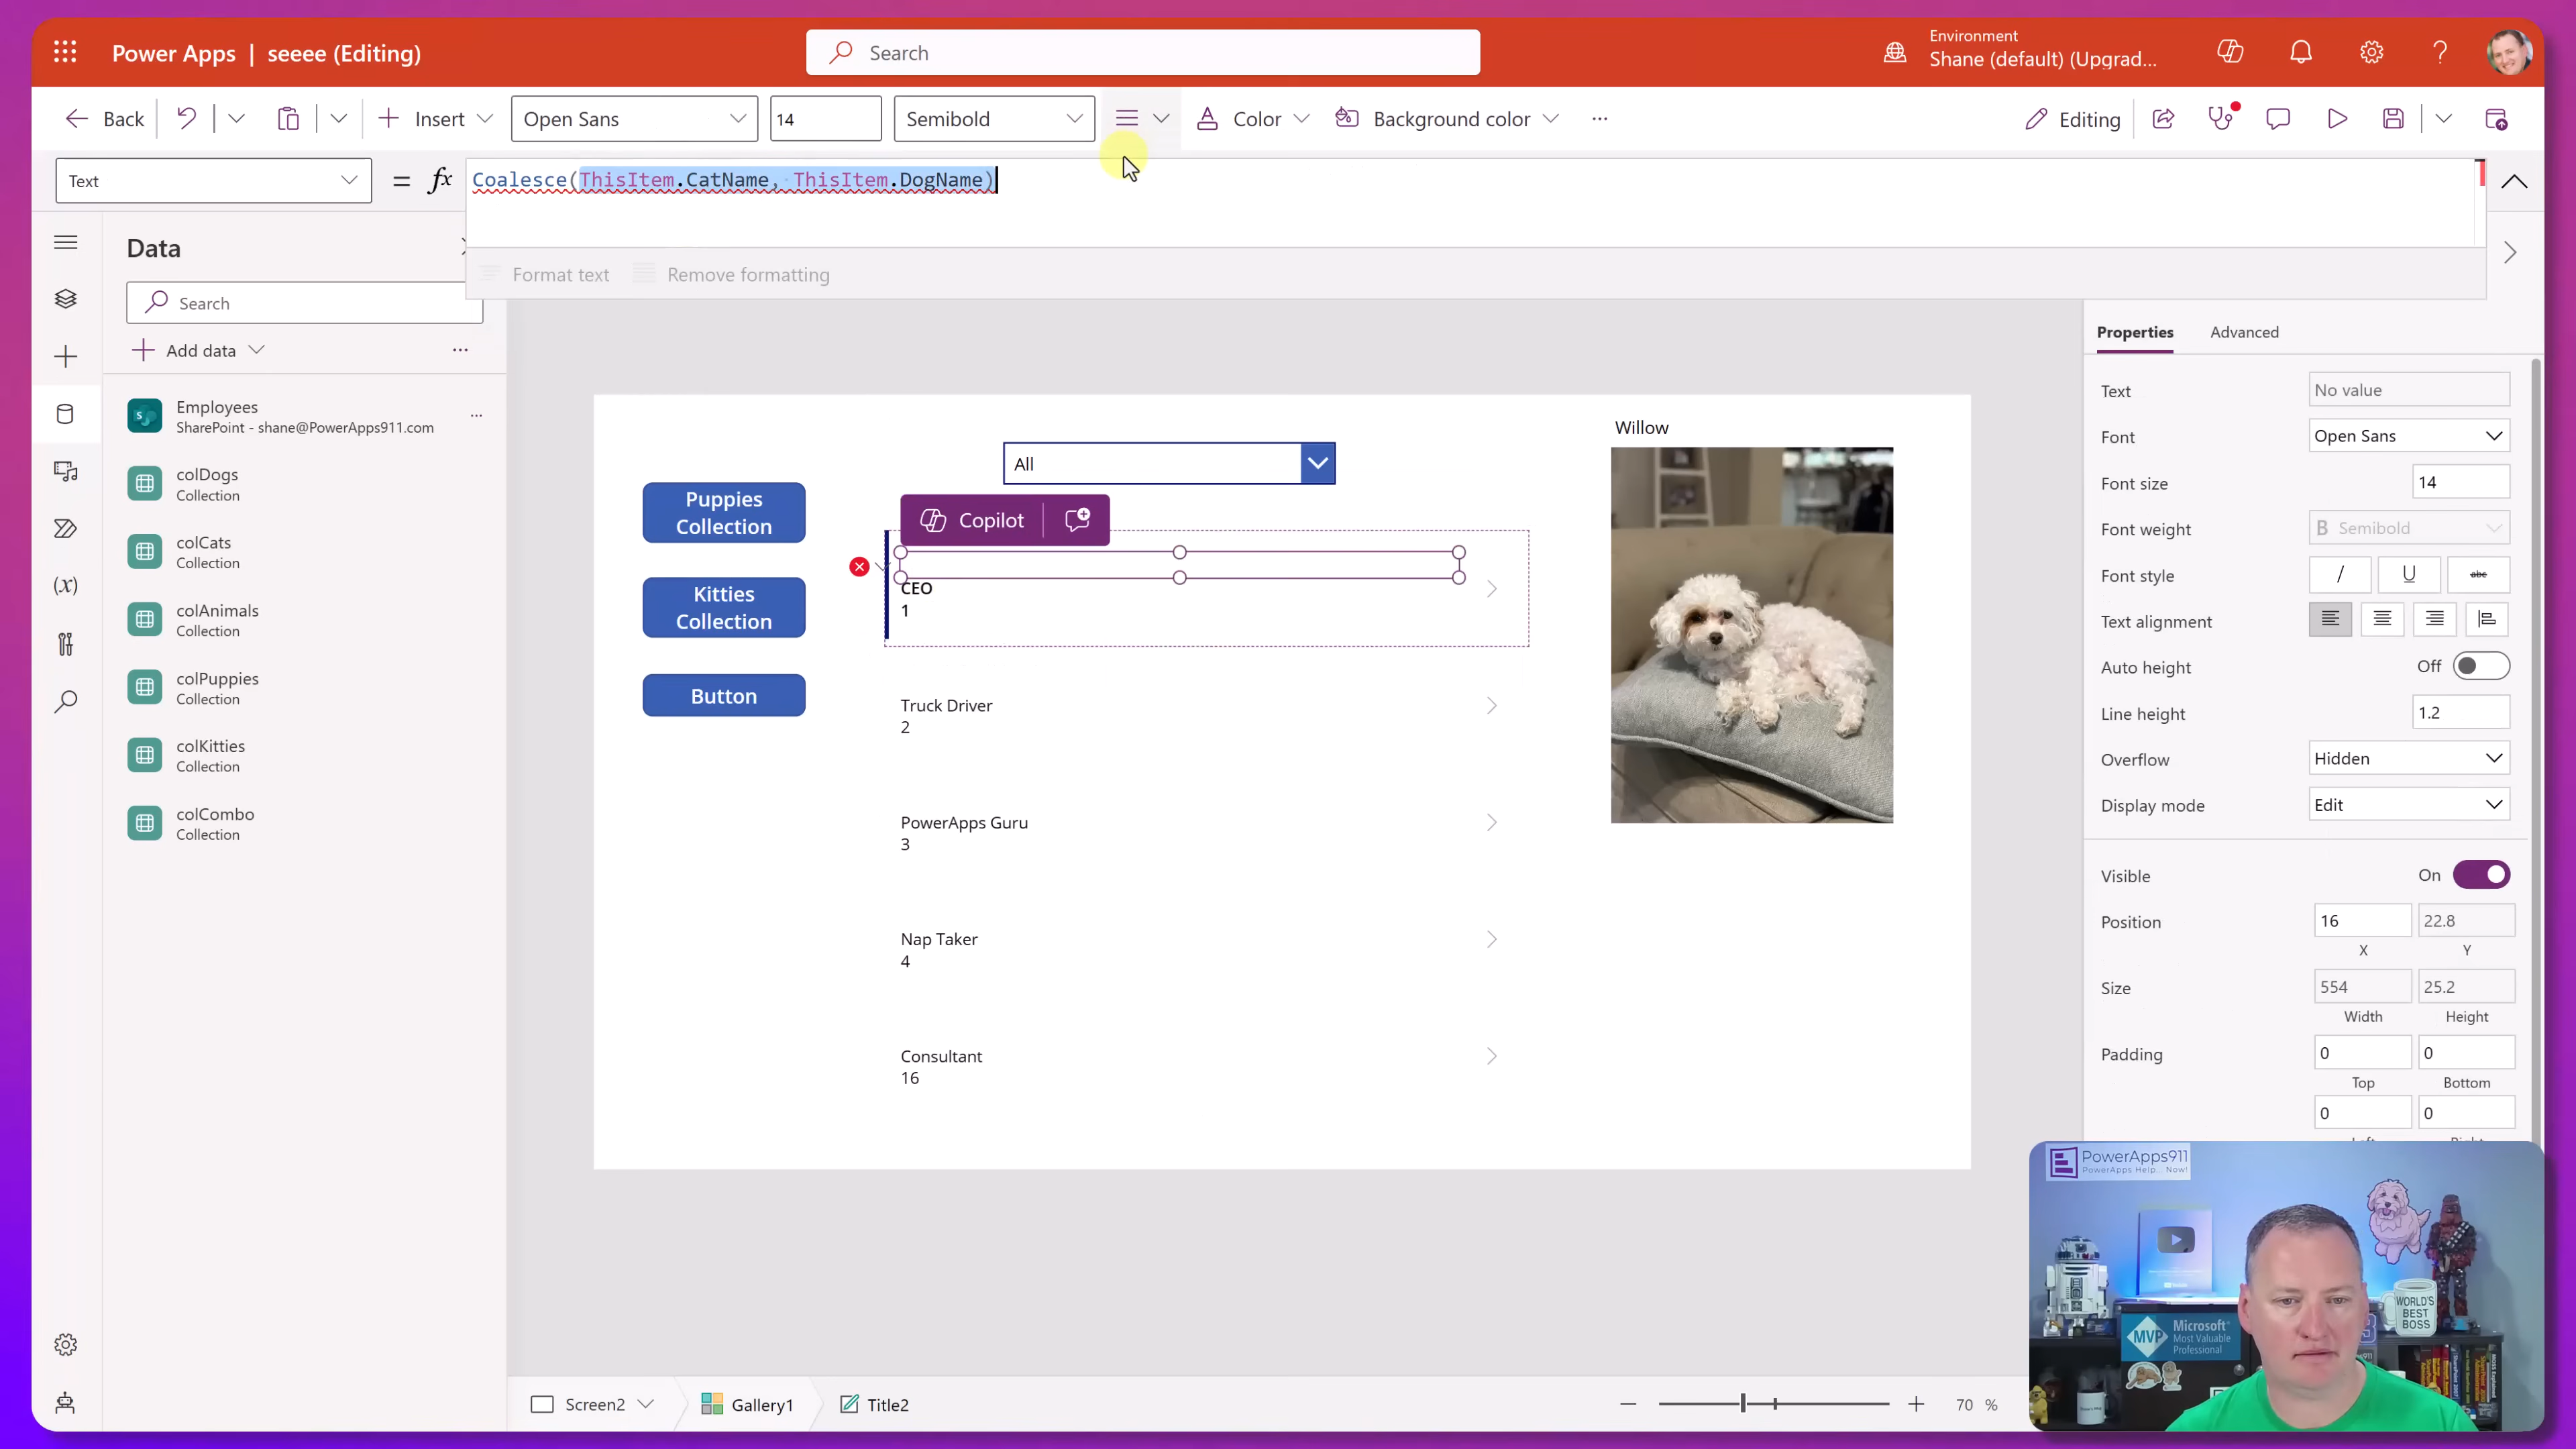 Power Apps | seeee (Editing)
Search
Environment
Shane (default) (Upgrad...
Back
Insert
Open Sans
14
Semibold
Color
Background color
Editing
Text
= fx
Coalesce(ThisItem.CatName, ThisItem.DogName)
Format text
Remove formatting
Data
Search
Add data
Employees
SharePoint - shane@PowerApps911.com
colDogs
Collection
colCats
Collection
colAnimals
Collection
colPuppies
Collection
colKitties
Collection
colCombo
Collection
All
Puppies
Collection
Kitties
Collection
Button
Copilot
CEO
1
Truck Driver
2
PowerApps Guru
3
Nap Taker
4
Consultant
16
Willow
Properties
Advanced
Text
No value
Font
Open Sans
Font size
14
Font weight
B Semibold
Font style
/ U abc
Text alignment
Auto height
Off
Line height
1.2
Overflow
Hidden
Display mode
Edit
Visible
On
Position
16
22.8
X
Y
Size
554
25.2
Width
Height
Padding
0
0
Top
Bottom
0
0
Screen2
Gallery1
Title2
70 %
PowerApps911
PowerApps Help... Now!
WORLD'S
BEST
BOSS
MVP
Microsoft
Most Valuable
Professional